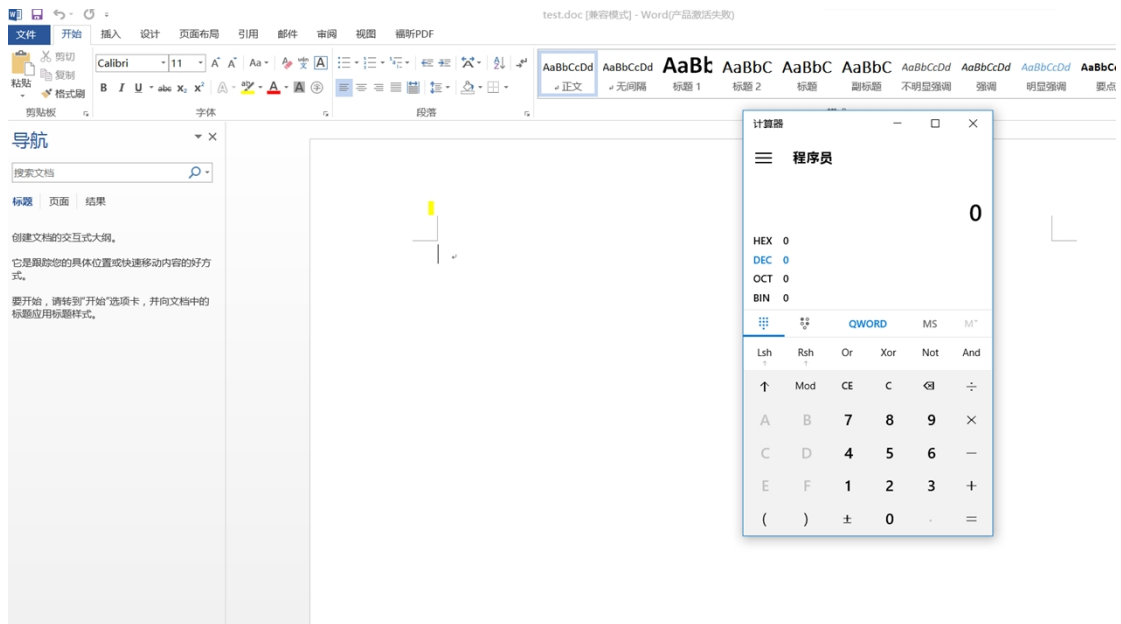 test.doc [兼容模式] - Word(产品激活失败)
文件 开始 插入 设计 页面布局 引用 邮件 审阅 视图 福昕PDF
粘贴
剪切
复制
格式刷
剪贴板
Calibri 11 A A Aa wén A
B I U abc X₂ X² A aby A A 字
字体
段落
AaBbCcDd AaBbCcDd AaBb AaBbC AaBbC AaBbC AaBbCcDd AaBbCcDd AaBbCcDd AaBbCc
正文 无间隔 标题 1 标题 2 标题 副标题 不明显强调 强调 明显强调 要点
导航
搜索文档
标题 页面 结果
创建文档的交互式大纲。
它是跟踪您的具体位置或快速移动内容的好方
式。
要开始，请转到"开始"选项卡，并向文档中的
标题应用标题样式。
计算器
程序员
0
HEX 0
DEC 0
OCT 0
BIN 0
QWORD MS M
Lsh Rsh Or Xor Not And
↑ Mod CE C ÷
A B 7 8 9 ×
C D 4 5 6 −
E F 1 2 3 +
( ) ± 0 . =